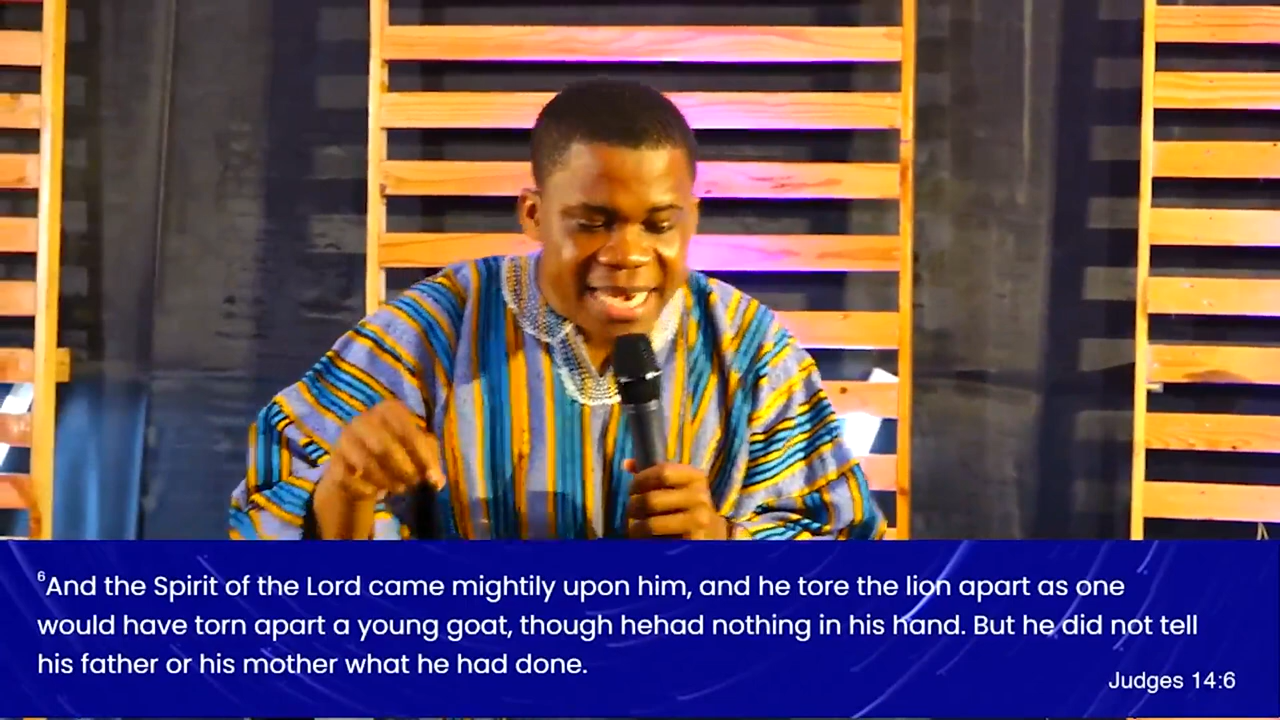 ⁶And the Spirit of the Lord came mightily upon him, and he tore the lion apart as one
would have torn apart a young goat, though hehad nothing in his hand. But he did not tell
his father or his mother what he had done.
Judges 14:6